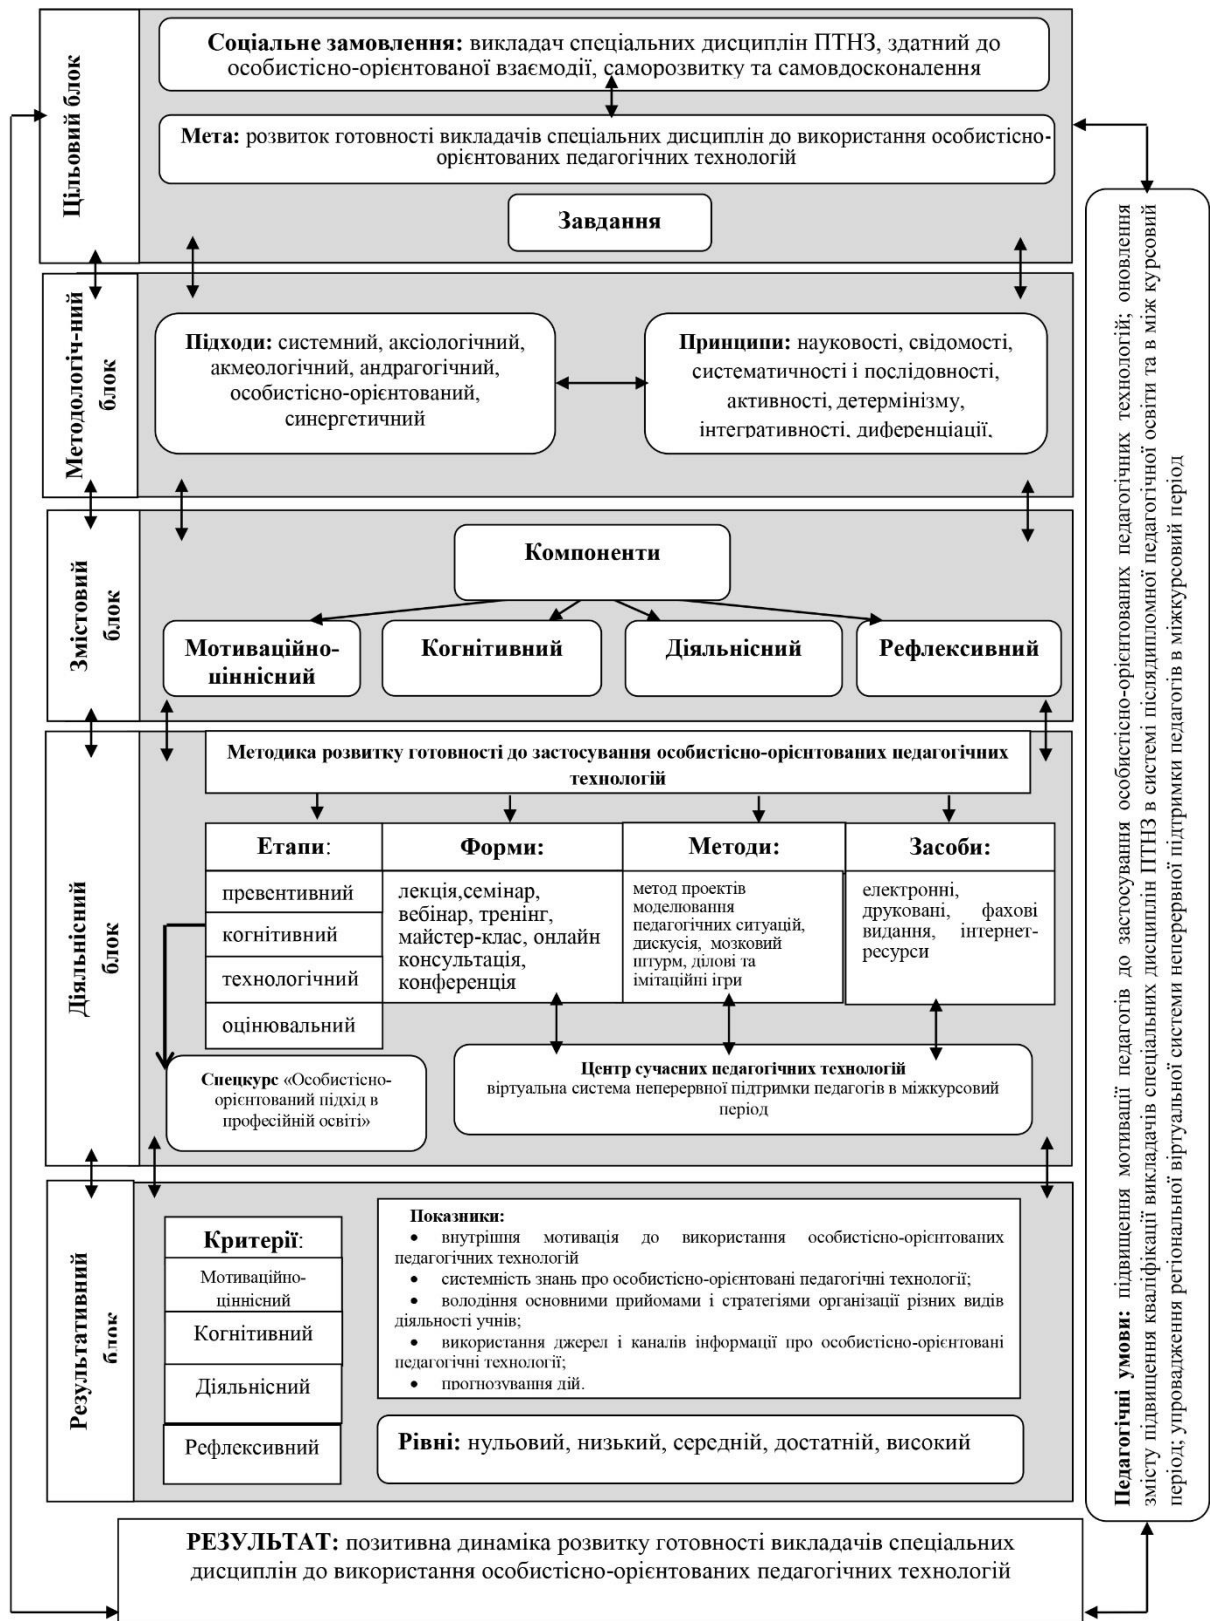 Цільовий блок
Соціальне замовлення: викладач спеціальних дисциплін ПТНЗ, здатний до
особистісно-орієнтованої взаємодії, саморозвитку та самовдосконалення
Мета: розвиток готовності викладачів спеціальних дисциплін до використання особистісно-
орієнтованих педагогічних технологій
Завдання
Методологіч-ний
блок
Підходи: системний, аксіологічний,
акмеологічний, андрагогічний,
особистісно-орієнтований,
синергетичний
Принципи: науковості, свідомості,
систематичності і послідовності,
активності, детермінізму,
інтегративності, диференціації,
Змістовий
блок
Компоненти
Мотиваційно-
ціннісний
Когнітивний
Діяльнісний
Рефлексивний
Діяльнісний
блок
Методика розвитку готовності до застосування особистісно-орієнтованих педагогічних
технологій
Етапи:
превентивний
когнітивний
технологічний
оцінювальний
Форми:
лекція,семінар,
вебінар, тренінг,
майстер-клас, онлайн
консультація,
конференція
Методи:
метод проектів
моделювання
педагогічних ситуацій,
дискусія, мозковий
штурм, ділові та
імітаційні ігри
Засоби:
електронні,
друковані, фахові
видання, інтернет-
ресурси
Спецкурс «Особистісно-
орієнтований підхід в
професійній освіті»
Центр сучасних педагогічних технологій
віртуальна система неперервної підтримки педагогів в міжкурсовий
період
Результативний
блок
Критерії:
Мотиваційно-
ціннісний
Когнітивний
Діяльнісний
Рефлексивний
Показники:
• внутрішня мотивація до використання особистісно-орієнтованих
педагогічних технологій
• системність знань про особистісно-орієнтовані педагогічні технології;
• володіння основними прийомами і стратегіями організації різних видів
діяльності учнів;
• використання джерел і каналів інформації про особистісно-орієнтовані
педагогічні технології;
• прогнозування дій.
Рівні: нульовий, низький, середній, достатній, високий
Педагогічні умови: підвищення мотивації педагогів до застосування особистісно-орієнтованих педагогічних технологій; оновлення
змісту підвищення кваліфікації викладачів спеціальних дисциплін ПТНЗ в системі післядипломної педагогічної освіти та в між курсовий
період; упровадження регіональної віртуальної системи неперервної підтримки педагогів в міжкурсовий період
РЕЗУЛЬТАТ: позитивна динаміка розвитку готовності викладачів спеціальних
дисциплін до використання особистісно-орієнтованих педагогічних технологій